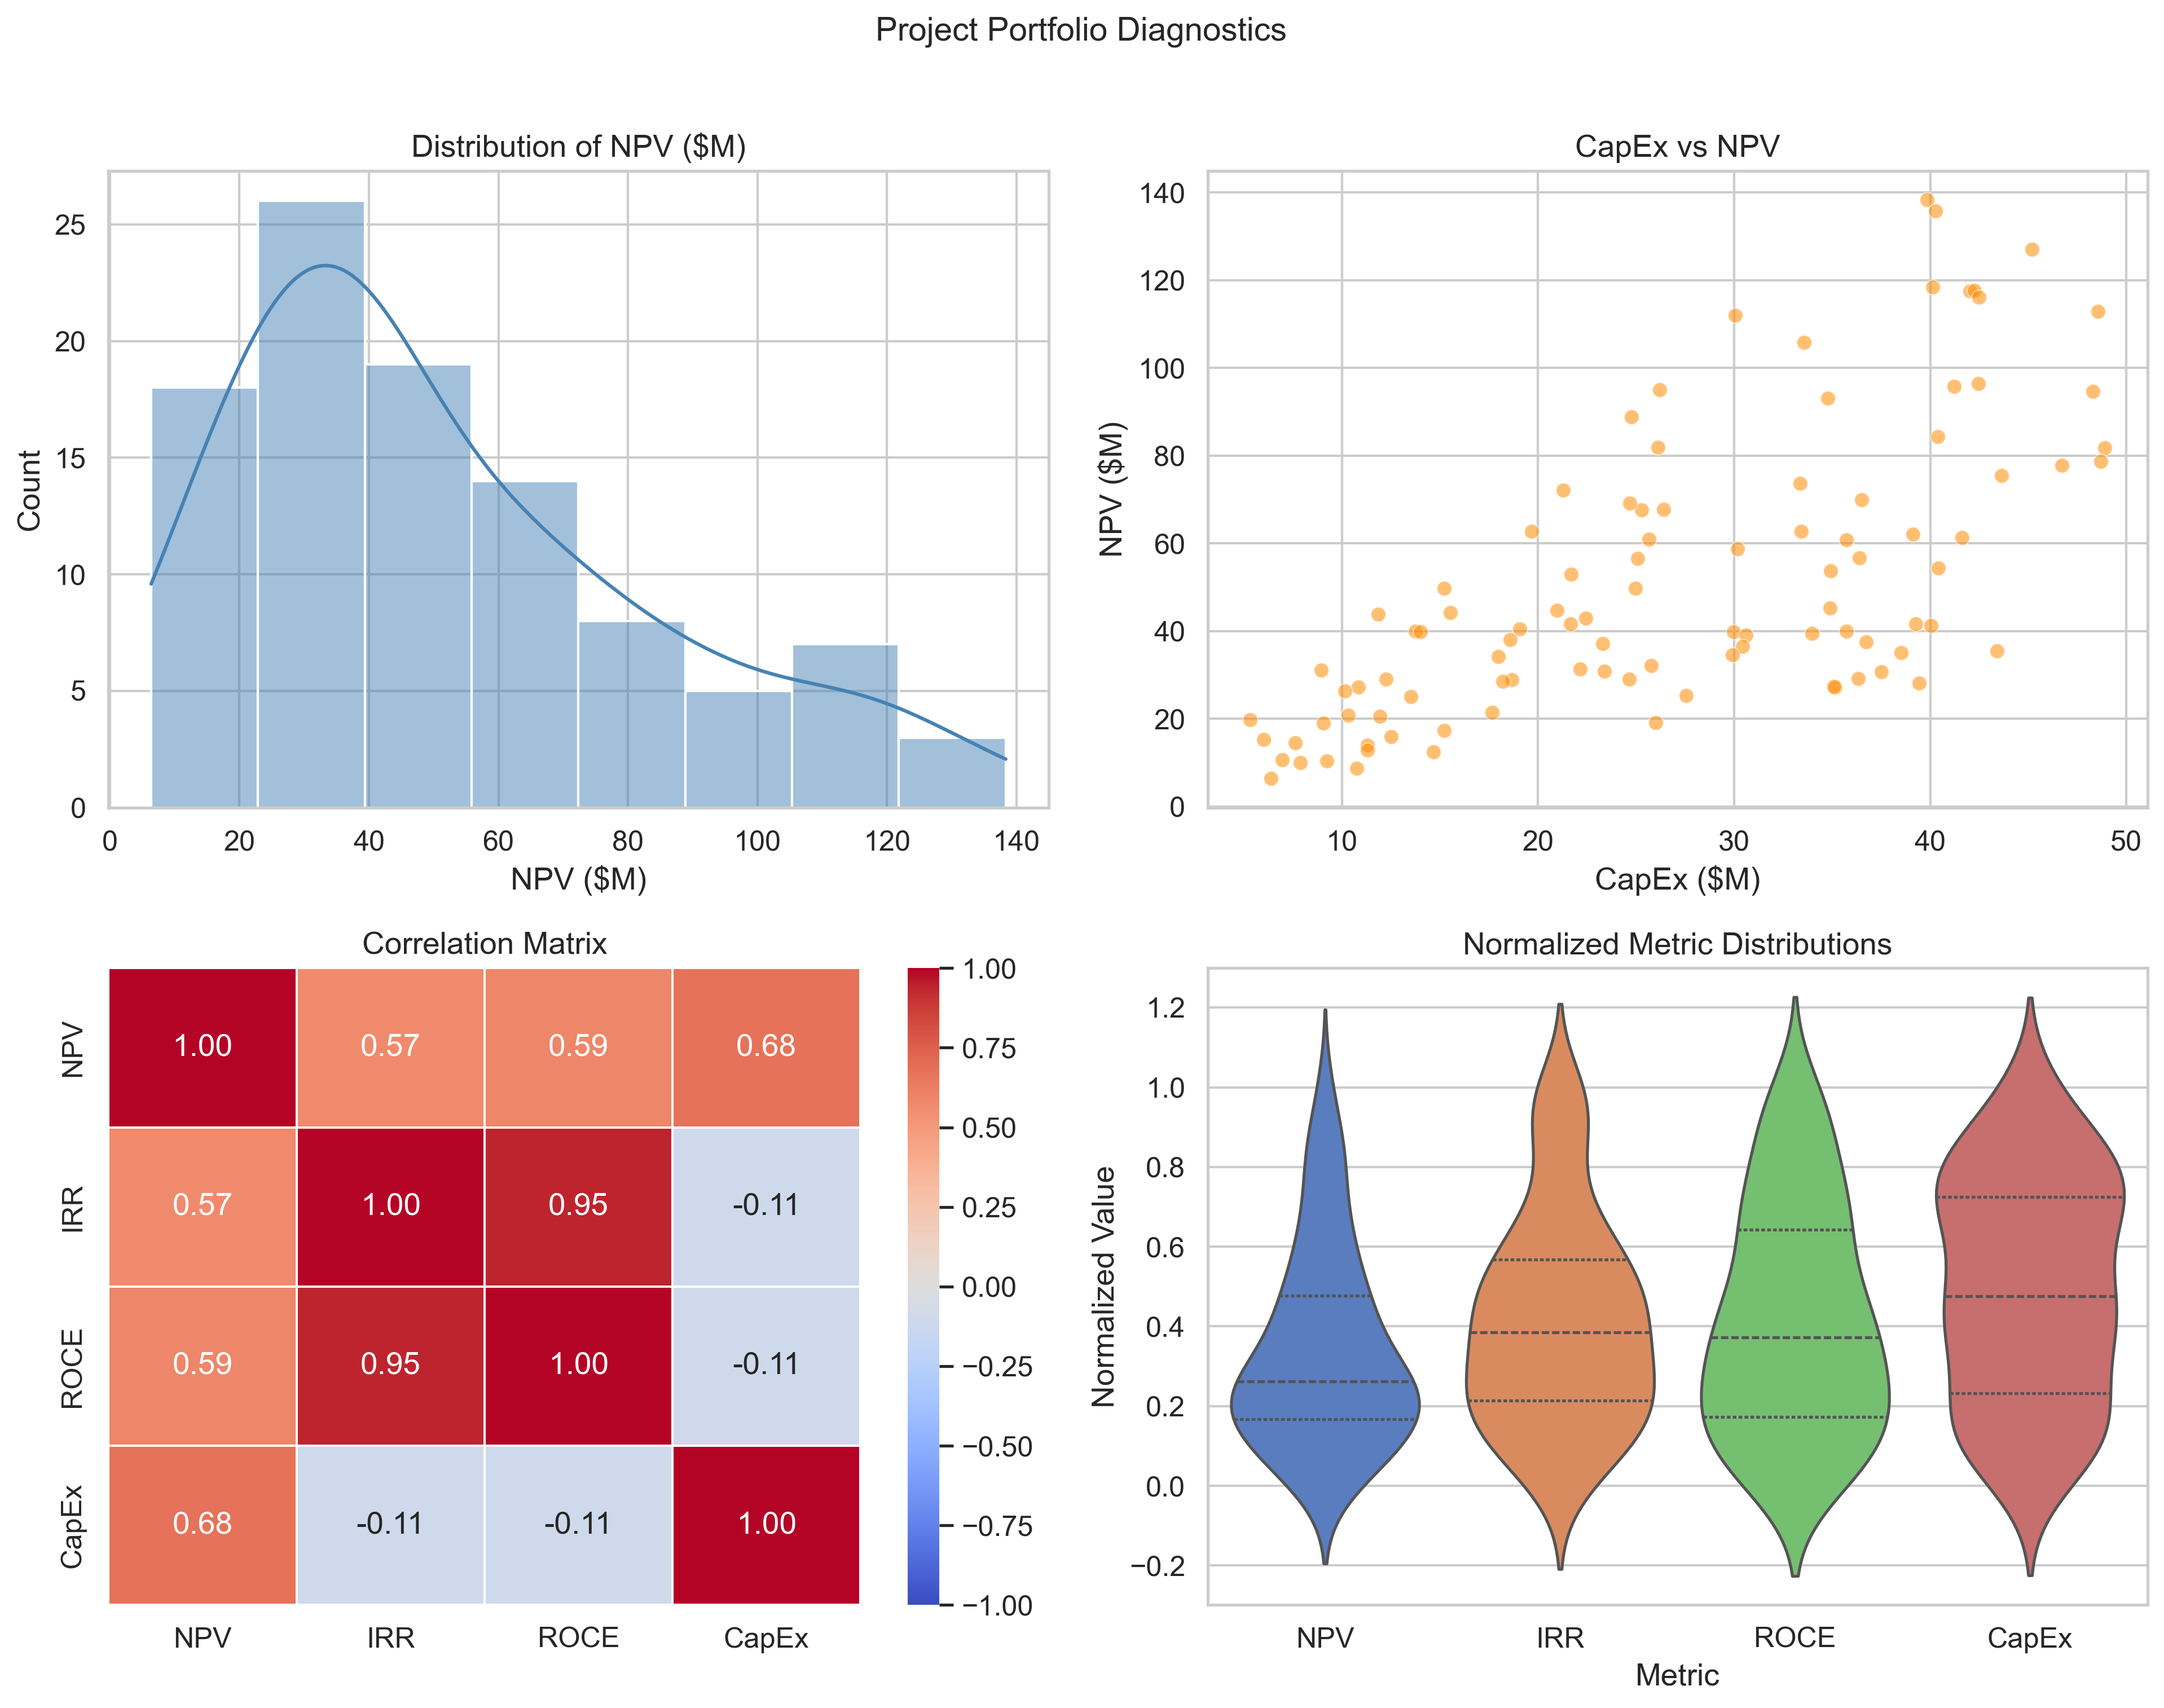 Project Portfolio Diagnostics
Distribution of NPV ($M)
Count
25
20
15
10
5
0
0 20 40 60 80 100 120 140
NPV ($M)
CapEx vs NPV
NPV ($M)
140
120
100
80
60
40
20
0
10 20 30 40 50
CapEx ($M)
Correlation Matrix
NPV 1.00 0.57 0.59 0.68
IRR 0.57 1.00 0.95 -0.11
ROCE 0.59 0.95 1.00 -0.11
CapEx 0.68 -0.11 -0.11 1.00
NPV IRR ROCE CapEx
1.00
0.75
0.50
0.25
0.00
−0.25
−0.50
−0.75
−1.00
Normalized Metric Distributions
Normalized Value
1.2
1.0
0.8
0.6
0.4
0.2
0.0
−0.2
NPV IRR ROCE CapEx
Metric